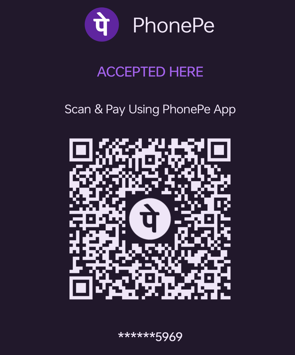 पे PhonePe
ACCEPTED HERE
Scan & Pay Using PhonePe App
पे
******5969